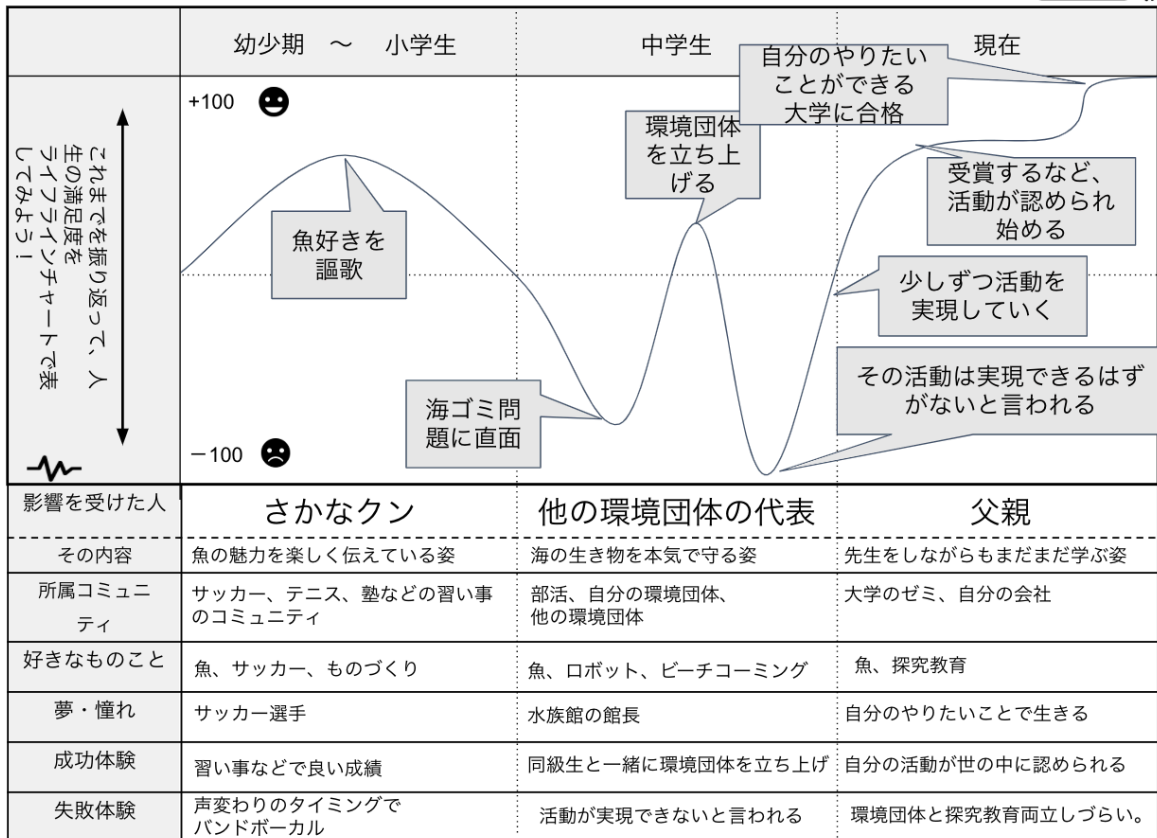 幼少期　〜　小学生
中学生
現在
これまでを振り返って、人
生の満足度を
ライフラインチャートで表
してみよう！
+100
−100
魚好きを
謳歌
海ゴミ問
題に直面
環境団体
を立ち上
げる
自分のやりたい
ことができる
大学に合格
受賞するなど、
活動が認められ
始める
少しずつ活動を
実現していく
その活動は実現できるはず
がないと言われる
影響を受けた人
さかなクン
他の環境団体の代表
父親
その内容
魚の魅力を楽しく伝えている姿
海の生き物を本気で守る姿
先生をしながらもまだまだ学ぶ姿
所属コミュニ
ティ
サッカー、テニス、塾などの習い事
のコミュニティ
部活、自分の環境団体、
他の環境団体
大学のゼミ、自分の会社
好きなものこと
魚、サッカー、ものづくり
魚、ロボット、ビーチコーミング
魚、探究教育
夢・憧れ
サッカー選手
水族館の館長
自分のやりたいことで生きる
成功体験
習い事などで良い成績
同級生と一緒に環境団体を立ち上げ
自分の活動が世の中に認められる
失敗体験
声変わりのタイミングで
バンドボーカル
活動が実現できないと言われる
環境団体と探究教育両立しづらい。